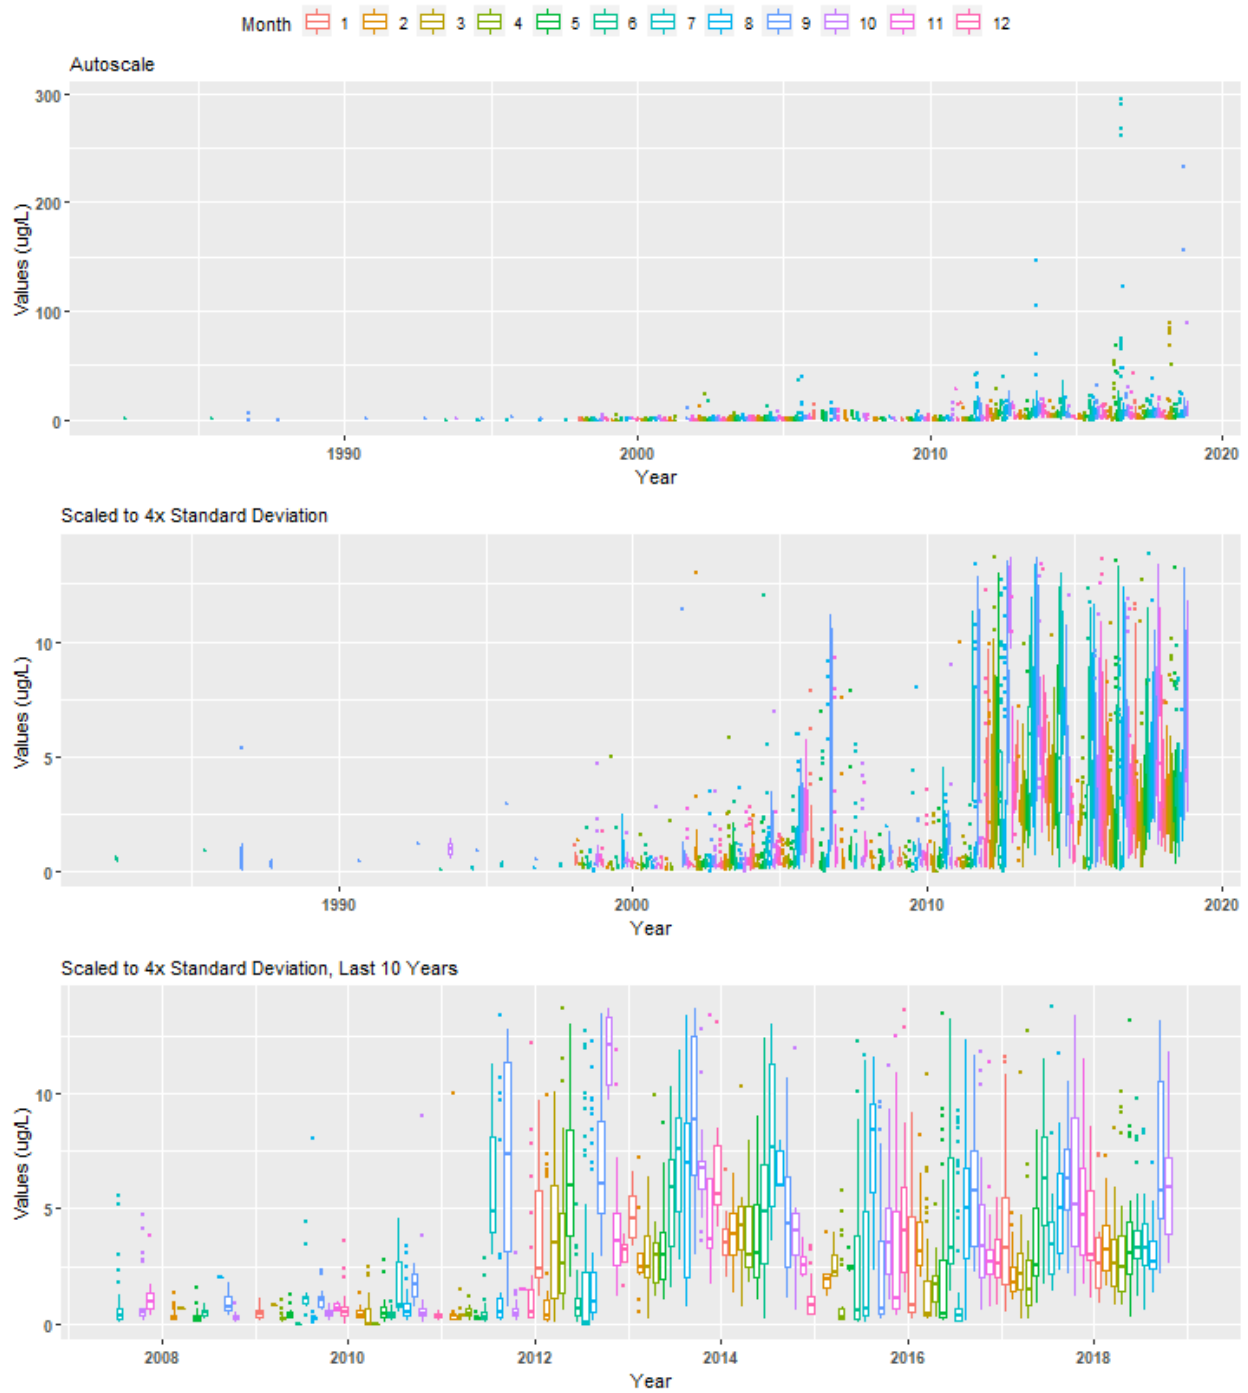 Month 1 2 3 4 5 6 7 8 9 10 11 12
Autoscale
300
200
100
0
Values (ug/L)
1990 2000 2010 2020
Year
Scaled to 4x Standard Deviation
10
5
0
Values (ug/L)
1990 2000 2010 2020
Year
Scaled to 4x Standard Deviation, Last 10 Years
10
5
0
Values (ug/L)
2008 2010 2012 2014 2016 2018
Year